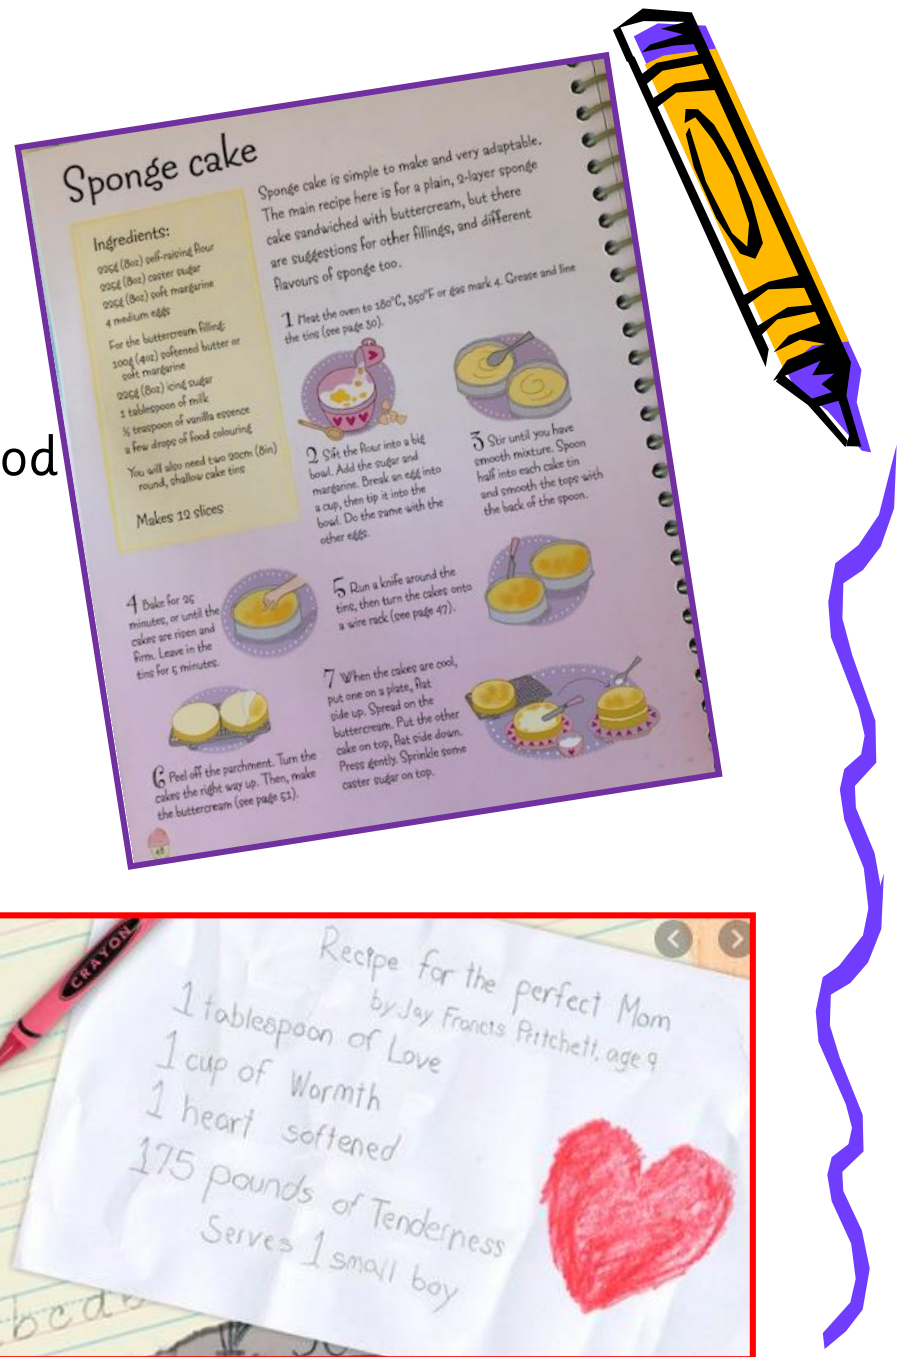 Sponge cake
Ingredients:
225g (8oz) self-raising flour
225g (8oz) caster sugar
225g (8oz) soft margarine
4 medium eggs
For the buttercream filling:
100g (4oz) softened butter or
soft margarine
225g (8oz) icing sugar
1 tablespoon of milk
½ teaspoon of vanilla essence
a few drops of food colouring
You will also need two 20cm (8in)
round, shallow cake tins
Makes 12 slices
Sponge cake is simple to make and very adaptable.
The main recipe here is for a plain, 2-layer sponge
cake sandwiched with buttercream, but there
are suggestions for other fillings, and different
flavours of sponge too.
1 Heat the oven to 180°C, 350°F or gas mark 4. Grease and line
the tins (see page 30).
2 Sift the flour into a big
bowl. Add the sugar and
margarine. Break an egg into
a cup, then tip it into the
bowl. Do the same with the
other eggs.
3 Stir until you have
smooth mixture. Spoon
half into each cake tin
and smooth the tops with
the back of the spoon.
od
4 Bake for 25
minutes, or until the
cakes are risen and
firm. Leave in the
tins for 5 minutes.
5 Run a knife around the
tins, then turn the cakes onto
a wire rack (see page 47).
6 Peel off the parchment. Turn the
cakes the right way up. Then, make
the buttercream (see page 51).
7 When the cakes are cool,
put one on a plate, flat
side up. Spread on the
buttercream. Put the other
cake on top, flat side down.
Press gently. Sprinkle some
caster sugar on top.
48
CRAYON
Recipe for the perfect Mom
by Jay Francis Pritchett, age 9
1 tablespoon of Love
1 cup of Warmth
1 heart softened
175 pounds of Tenderness
Serves 1 small boy
bcde